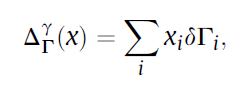 Δ_Γ^γ(x) = ∑_i x_i δΓ_i,